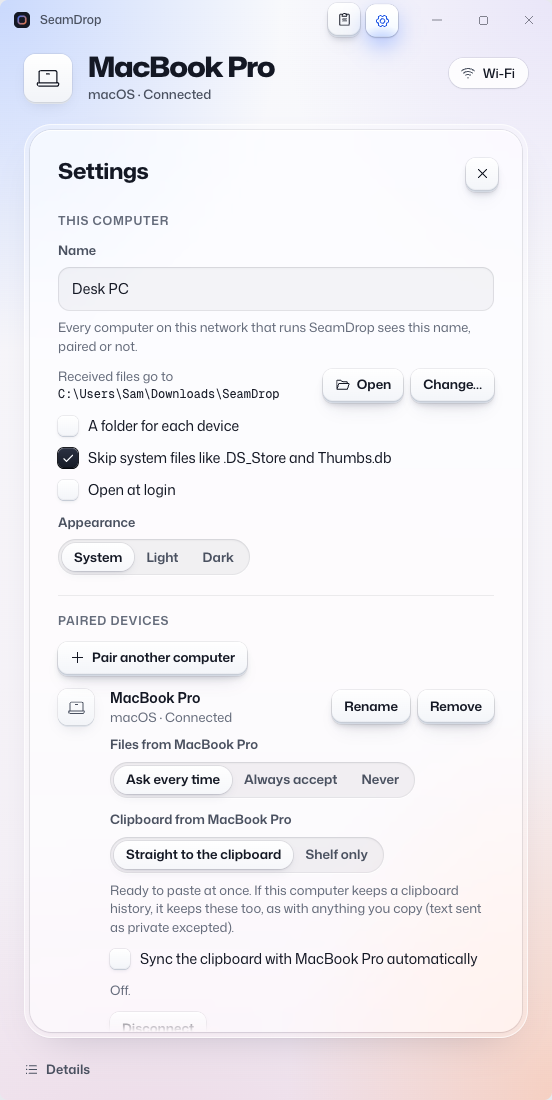 SeamDrop
MacBook Pro
macOS · Connected
Wi-Fi
Settings
THIS COMPUTER
Name
Desk PC
Every computer on this network that runs SeamDrop sees this name,
paired or not.
Received files go to
C:\Users\Sam\Downloads\SeamDrop
Open
Change...
A folder for each device
Skip system files like .DS_Store and Thumbs.db
Open at login
Appearance
System Light Dark
PAIRED DEVICES
Pair another computer
MacBook Pro
macOS · Connected
Rename
Remove
Files from MacBook Pro
Ask every time Always accept Never
Clipboard from MacBook Pro
Straight to the clipboard Shelf only
Ready to paste at once. If this computer keeps a clipboard
history, it keeps these too, as with anything you copy (text sent
as private excepted).
Sync the clipboard with MacBook Pro automatically
Off.
Disconnect
Details